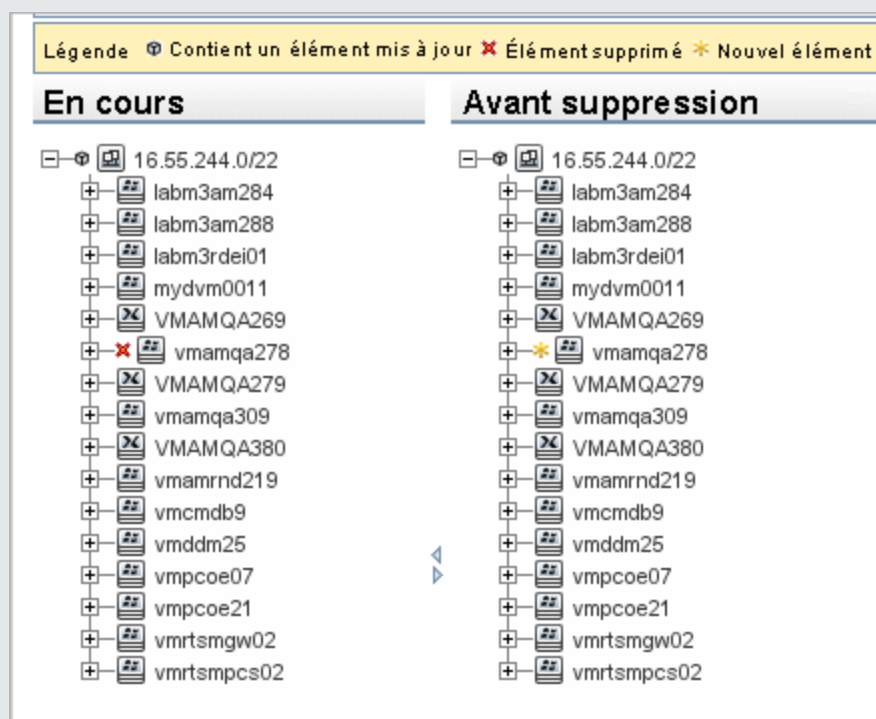 Légende Contient un élément mis à jour Élément supprimé Nouvel élément
En cours
16.55.244.0/22
labm3am284
labm3am288
labm3rdei01
mydvm0011
VMAMQA269
vmamqa278
VMAMQA279
vmamqa309
VMAMQA380
vmamrnd219
vmcmdb9
vmddm25
vmpcoe07
vmpcoe21
vmrtsmgw02
vmrtsmpcs02
Avant suppression
16.55.244.0/22
labm3am284
labm3am288
labm3rdei01
mydvm0011
VMAMQA269
vmamqa278
VMAMQA279
vmamqa309
VMAMQA380
vmamrnd219
vmcmdb9
vmddm25
vmpcoe07
vmpcoe21
vmrtsmgw02
vmrtsmpcs02